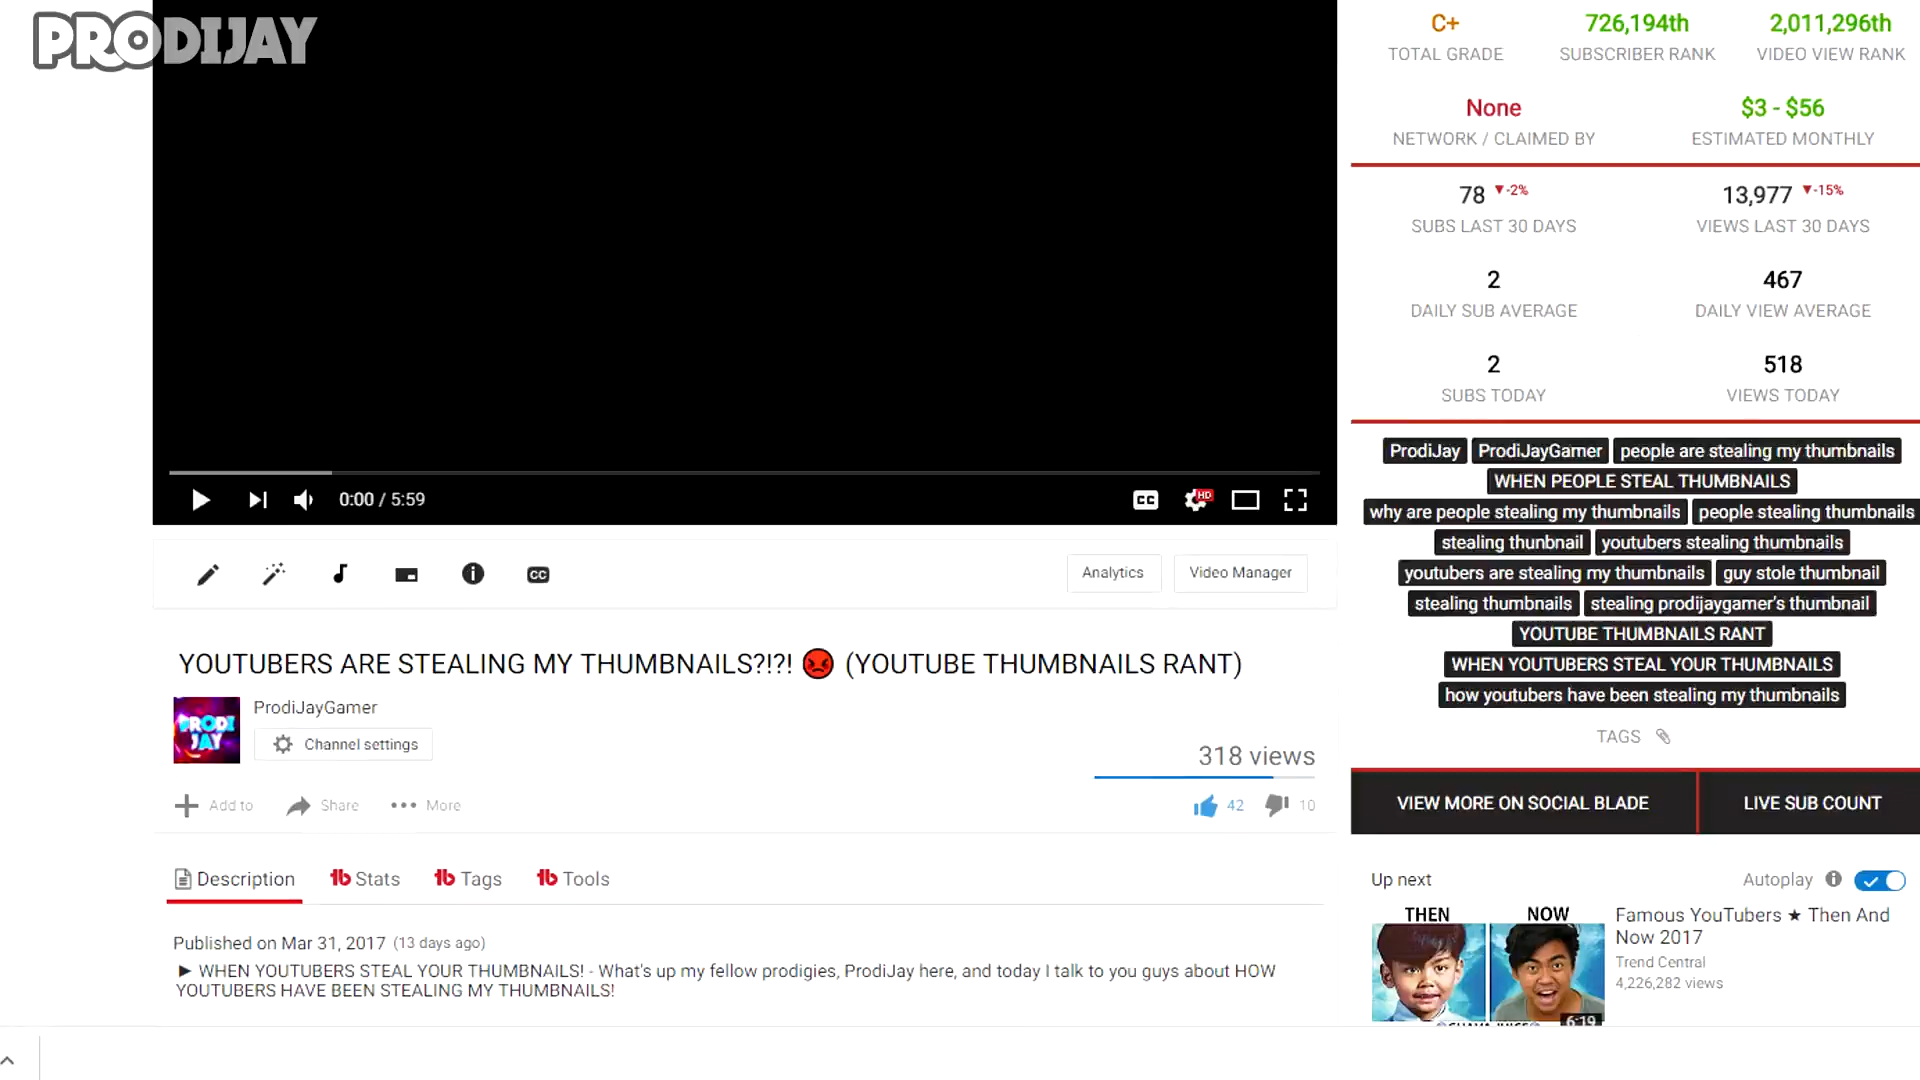 PRODIJAY
0:00 / 5:59
CC
HD
CC
Analytics
Video Manager
YOUTUBERS ARE STEALING MY THUMBNAILS?!?! 😡 (YOUTUBE THUMBNAILS RANT)
PRODI
JAY
ProdiJayGamer
Channel settings
318 views
Add to
Share
More
42
10
Description
Stats
Tags
Tools
Published on Mar 31, 2017 (13 days ago)
► WHEN YOUTUBERS STEAL YOUR THUMBNAILS! - What's up my fellow prodigies, ProdiJay here, and today I talk to you guys about HOW
YOUTUBERS HAVE BEEN STEALING MY THUMBNAILS!
C+ 726,194th 2,011,296th
TOTAL GRADE SUBSCRIBER RANK VIDEO VIEW RANK
None $3 - $56
NETWORK / CLAIMED BY ESTIMATED MONTHLY
78 ▼-2% 13,977 ▼-15%
SUBS LAST 30 DAYS VIEWS LAST 30 DAYS
2 467
DAILY SUB AVERAGE DAILY VIEW AVERAGE
2 518
SUBS TODAY VIEWS TODAY
ProdiJay ProdiJayGamer people are stealing my thumbnails
WHEN PEOPLE STEAL THUMBNAILS
why are people stealing my thumbnails people stealing thumbnails
stealing thunbnail youtubers stealing thumbnails
youtubers are stealing my thumbnails guy stole thumbnail
stealing thumbnails stealing prodijaygamer's thumbnail
YOUTUBE THUMBNAILS RANT
WHEN YOUTUBERS STEAL YOUR THUMBNAILS
how youtubers have been stealing my thumbnails
TAGS
VIEW MORE ON SOCIAL BLADE LIVE SUB COUNT
Up next Autoplay
THEN NOW
6:19
Famous YouTubers ★ Then And
Now 2017
Trend Central
4,226,282 views